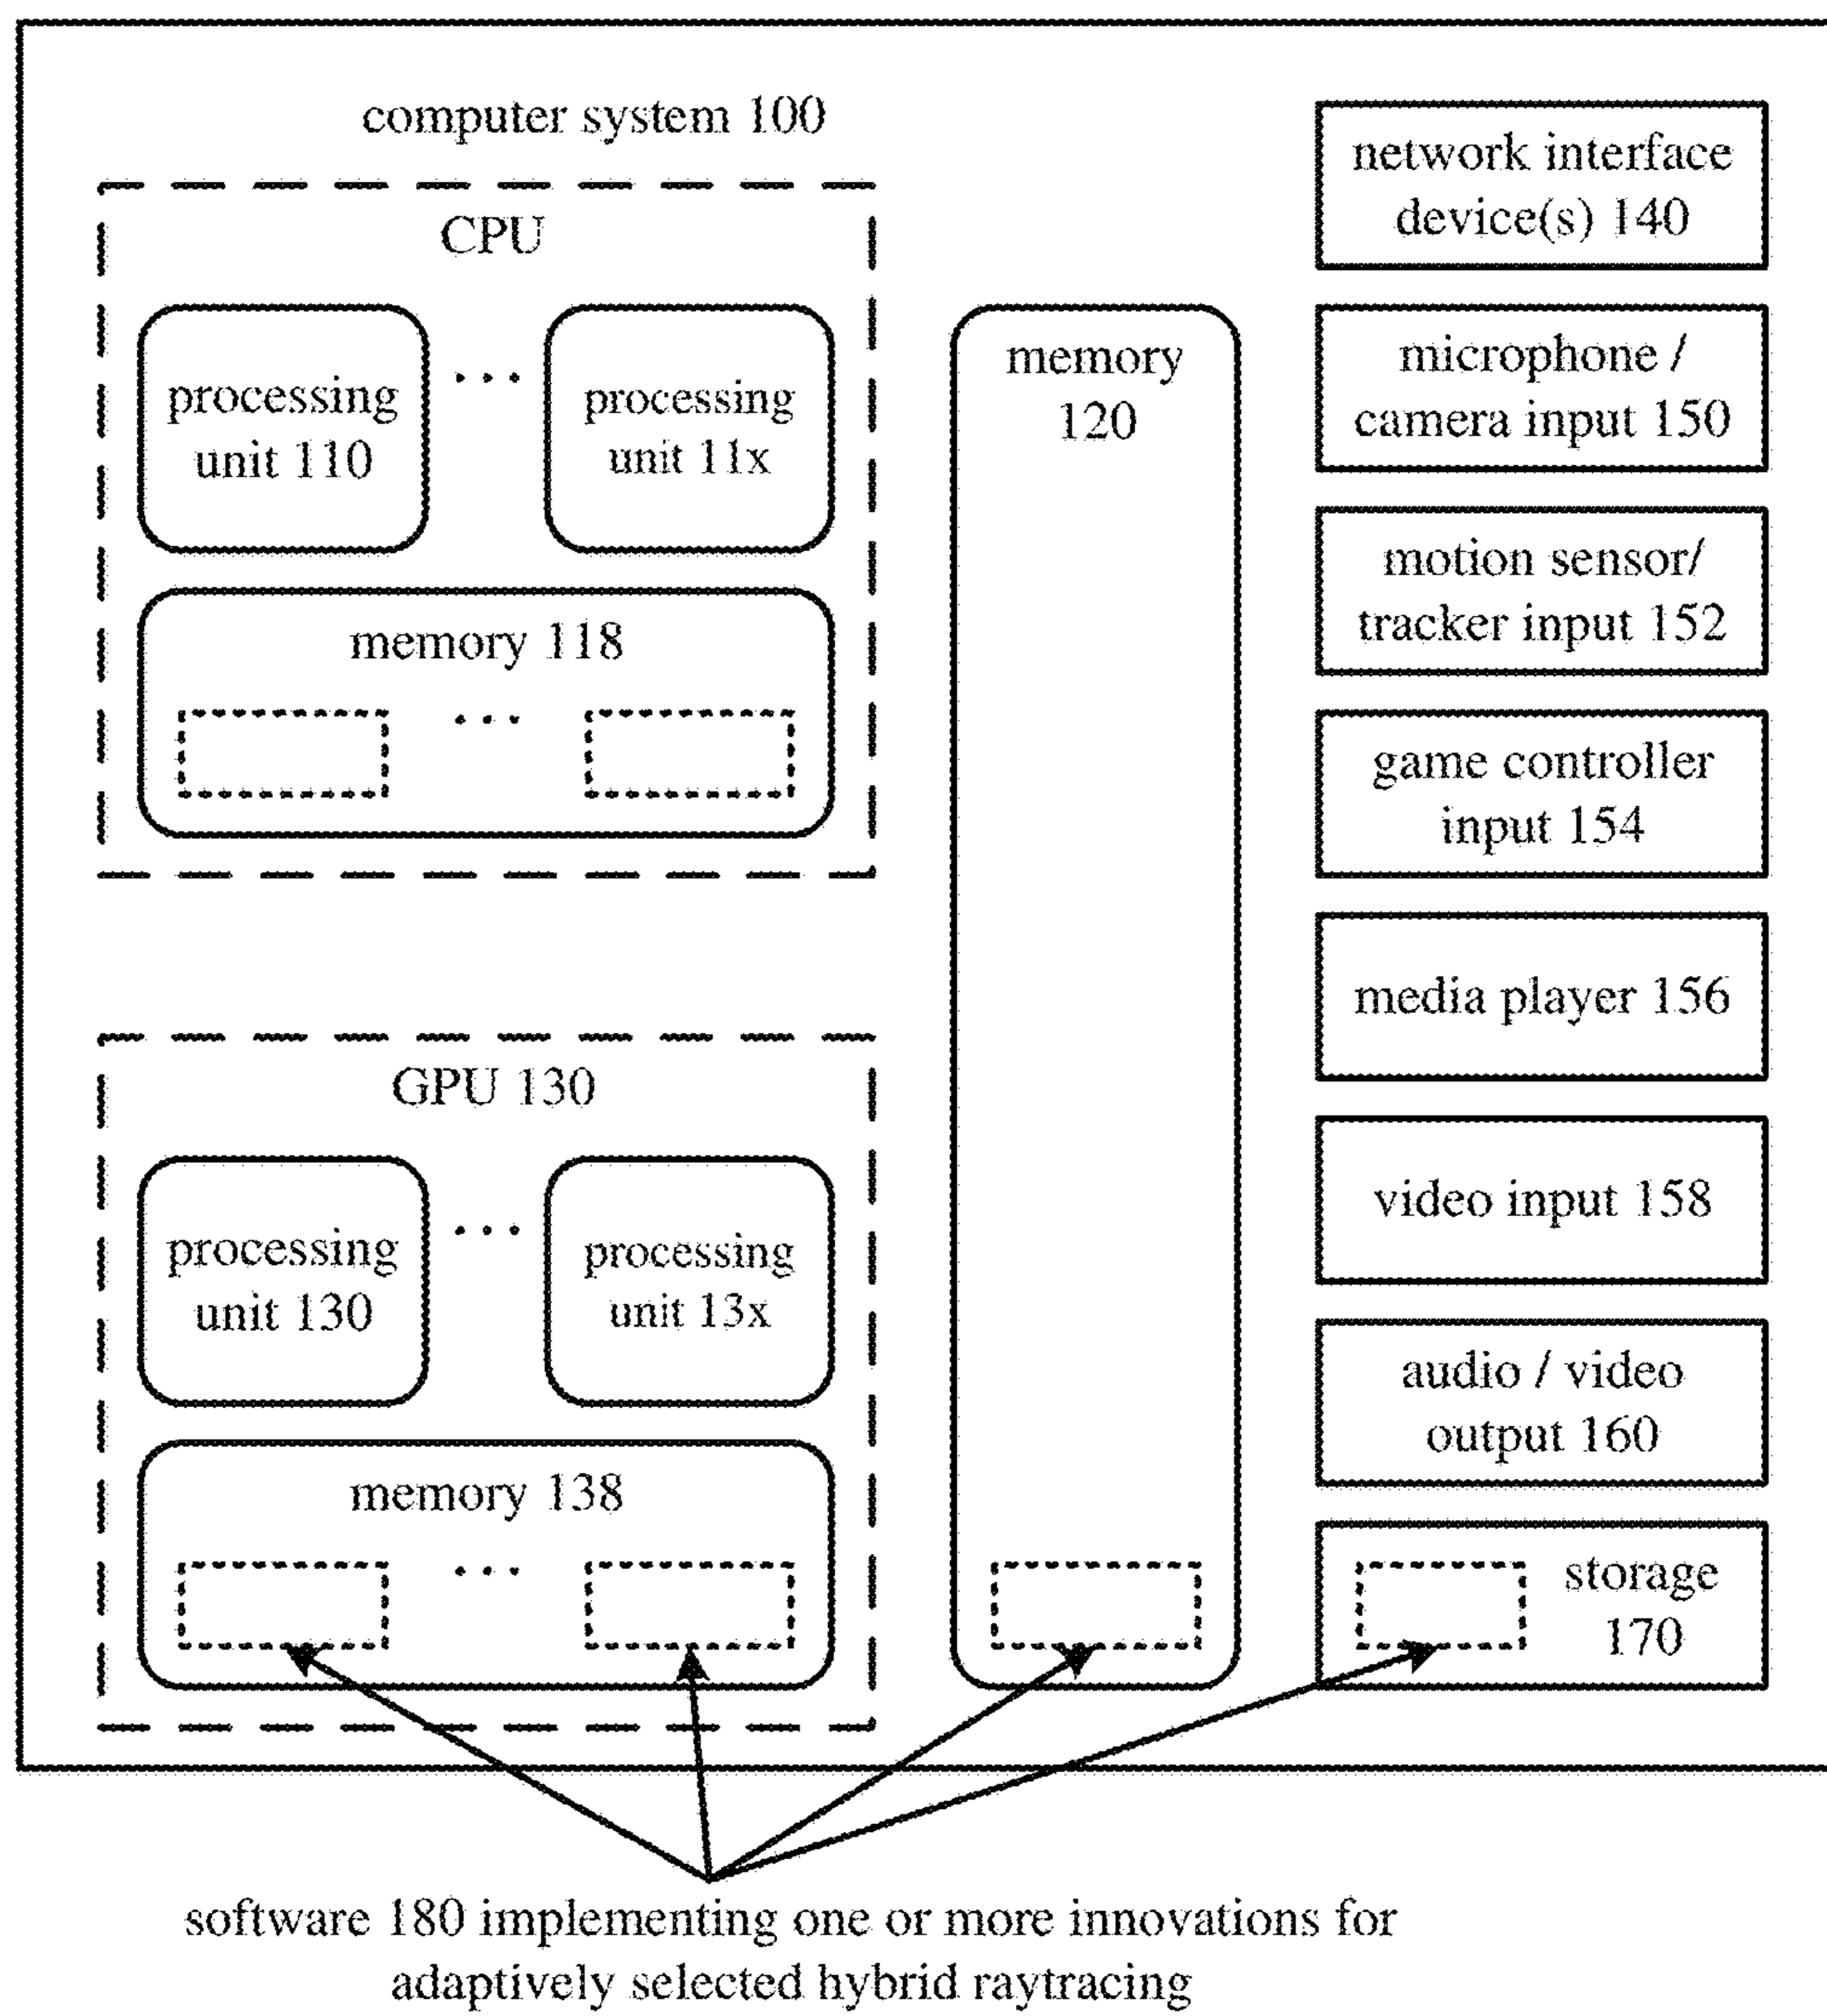 computer system 100
CPU
processing
unit 110
...
processing
unit 11x
memory 118
...
GPU 130
processing
unit 130
...
processing
unit 13x
memory 138
...
memory
120
network interface
device(s) 140
microphone /
camera input 150
motion sensor/
tracker input 152
game controller
input 154
media player 156
video input 158
audio / video
output 160
storage
170
software 180 implementing one or more innovations for
adaptively selected hybrid raytracing